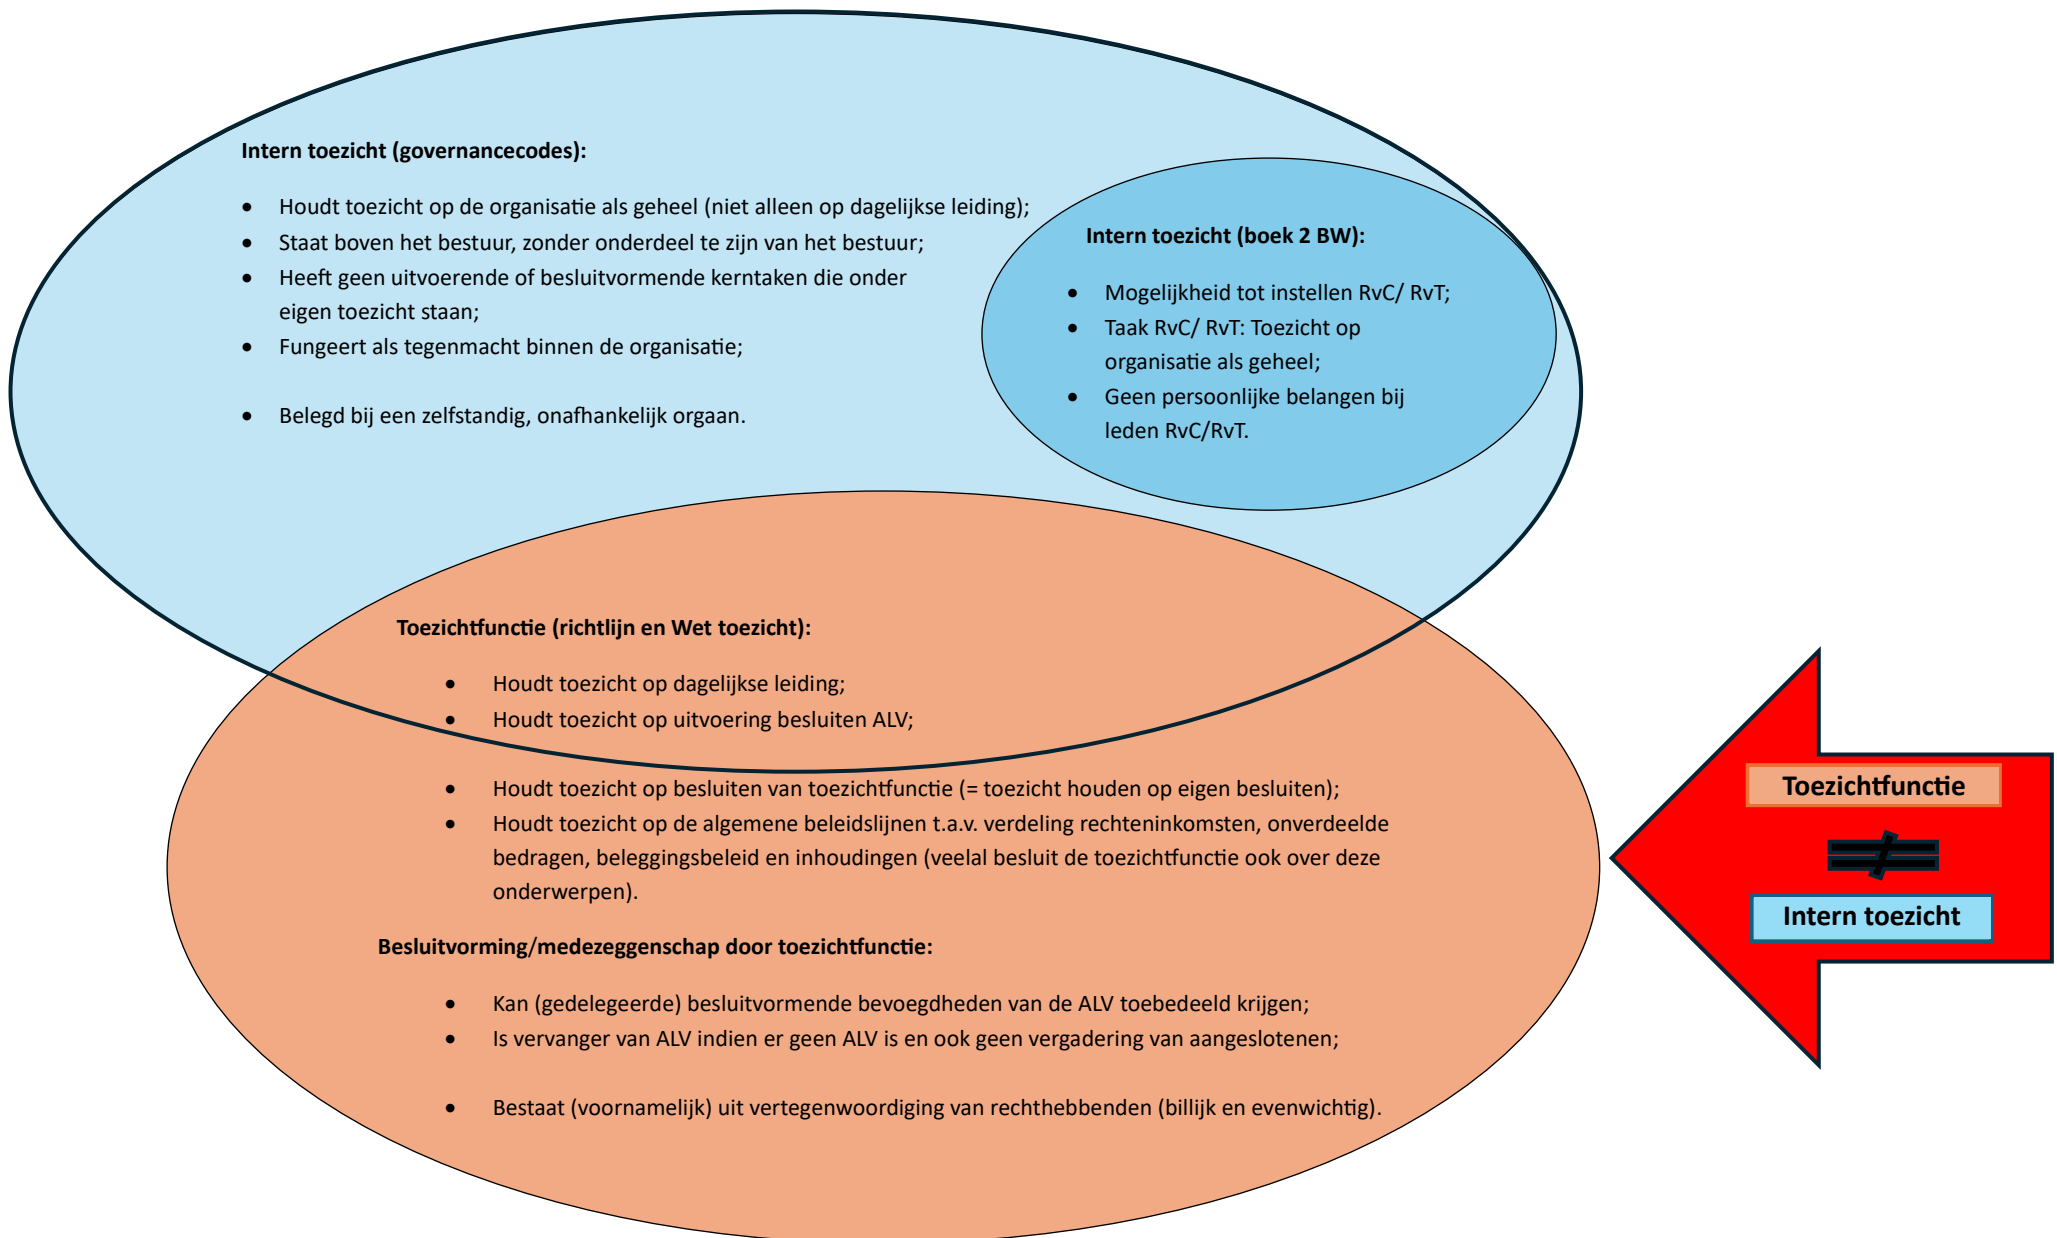 Intern toezicht (governancecodes):
• Houdt toezicht op de organisatie als geheel (niet alleen op dagelijkse leiding);
• Staat boven het bestuur, zonder onderdeel te zijn van het bestuur;
• Heeft geen uitvoerende of besluitvormende kerntaken die onder
eigen toezicht staan;
• Fungeert als tegenmacht binnen de organisatie;
• Belegd bij een zelfstandig, onafhankelijk orgaan.
Intern toezicht (boek 2 BW):
• Mogelijkheid tot instellen RvC/ RvT;
• Taak RvC/ RvT: Toezicht op
organisatie als geheel;
• Geen persoonlijke belangen bij
leden RvC/RvT.
Toezichtfunctie (richtlijn en Wet toezicht):
• Houdt toezicht op dagelijkse leiding;
• Houdt toezicht op uitvoering besluiten ALV;
• Houdt toezicht op besluiten van toezichtfunctie (= toezicht houden op eigen besluiten);
• Houdt toezicht op de algemene beleidslijnen t.a.v. verdeling rechteninkomsten, onverdeelde
bedragen, beleggingsbeleid en inhoudingen (veelal besluit de toezichtfunctie ook over deze
onderwerpen).
Besluitvorming/medezeggenschap door toezichtfunctie:
• Kan (gedelegeerde) besluitvormende bevoegdheden van de ALV toebedeeld krijgen;
• Is vervanger van ALV indien er geen ALV is en ook geen vergadering van aangeslotenen;
• Bestaat (voornamelijk) uit vertegenwoordiging van rechthebbenden (billijk en evenwichtig).
Toezichtfunctie
≠
Intern toezicht